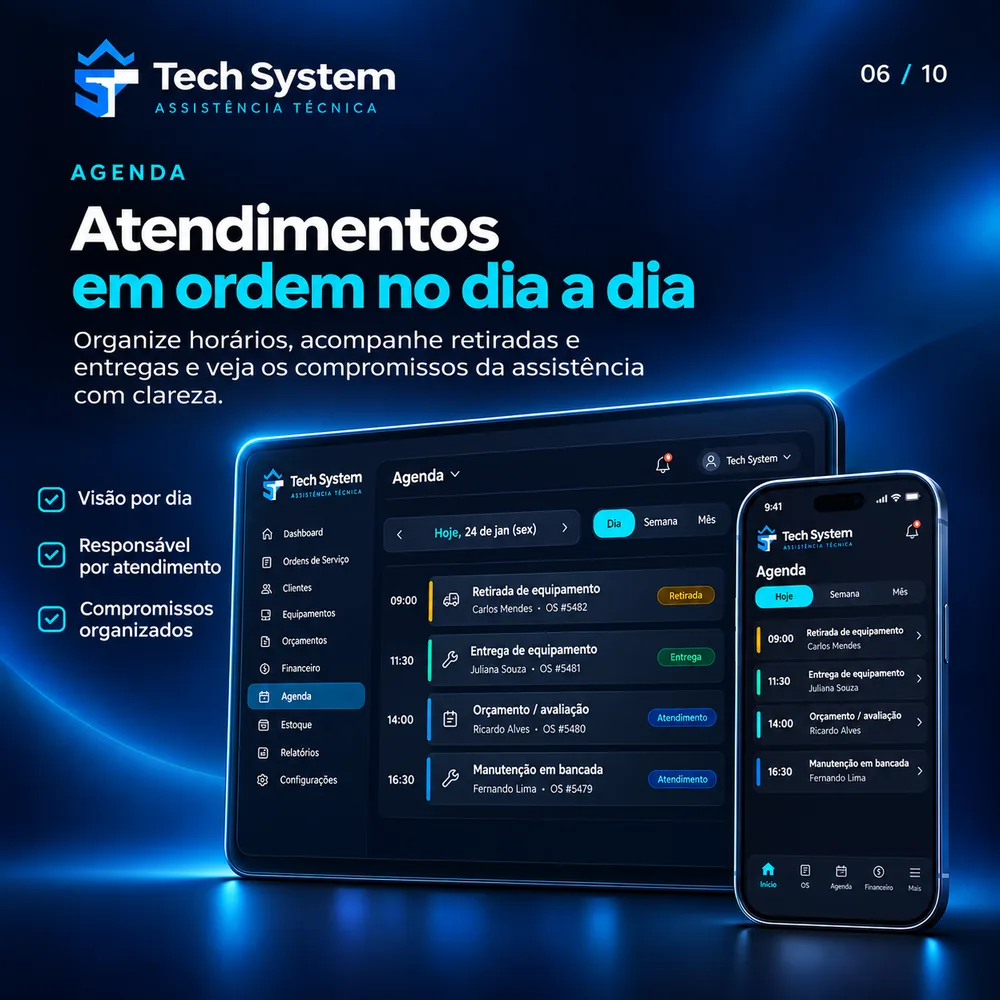 Tech System
ASSISTÊNCIA TÉCNICA
06 / 10
AGENDA
Atendimentos
em ordem no dia a dia
Organize horários, acompanhe retiradas e
entregas e veja os compromissos da assistência
com clareza.
Visão por dia
Responsável
por atendimento
Compromissos
organizados
Tech System
ASSISTÊNCIA TÉCNICA
Dashboard
Ordens de Serviço
Clientes
Equipamentos
Orçamentos
Financeiro
Agenda
Estoque
Relatórios
Configurações
Agenda
Tech System
Hoje, 24 de jan (sex)
Dia
Semana
Mês
09:00
Retirada de equipamento
Carlos Mendes • OS #5482
Retirada
11:30
Entrega de equipamento
Juliana Souza • OS #5481
Entrega
14:00
Orçamento / avaliação
Ricardo Alves • OS #5480
Atendimento
16:30
Manutenção em bancada
Fernando Lima • OS #5479
Atendimento
9:41
Tech System
ASSISTÊNCIA TÉCNICA
Agenda
Hoje
Semana
Mês
09:00
Retirada de equipamento
Carlos Mendes
11:30
Entrega de equipamento
Juliana Souza
14:00
Orçamento / avaliação
Ricardo Alves
16:30
Manutenção em bancada
Fernando Lima
Início
OS
Agenda
Financeiro
Mais